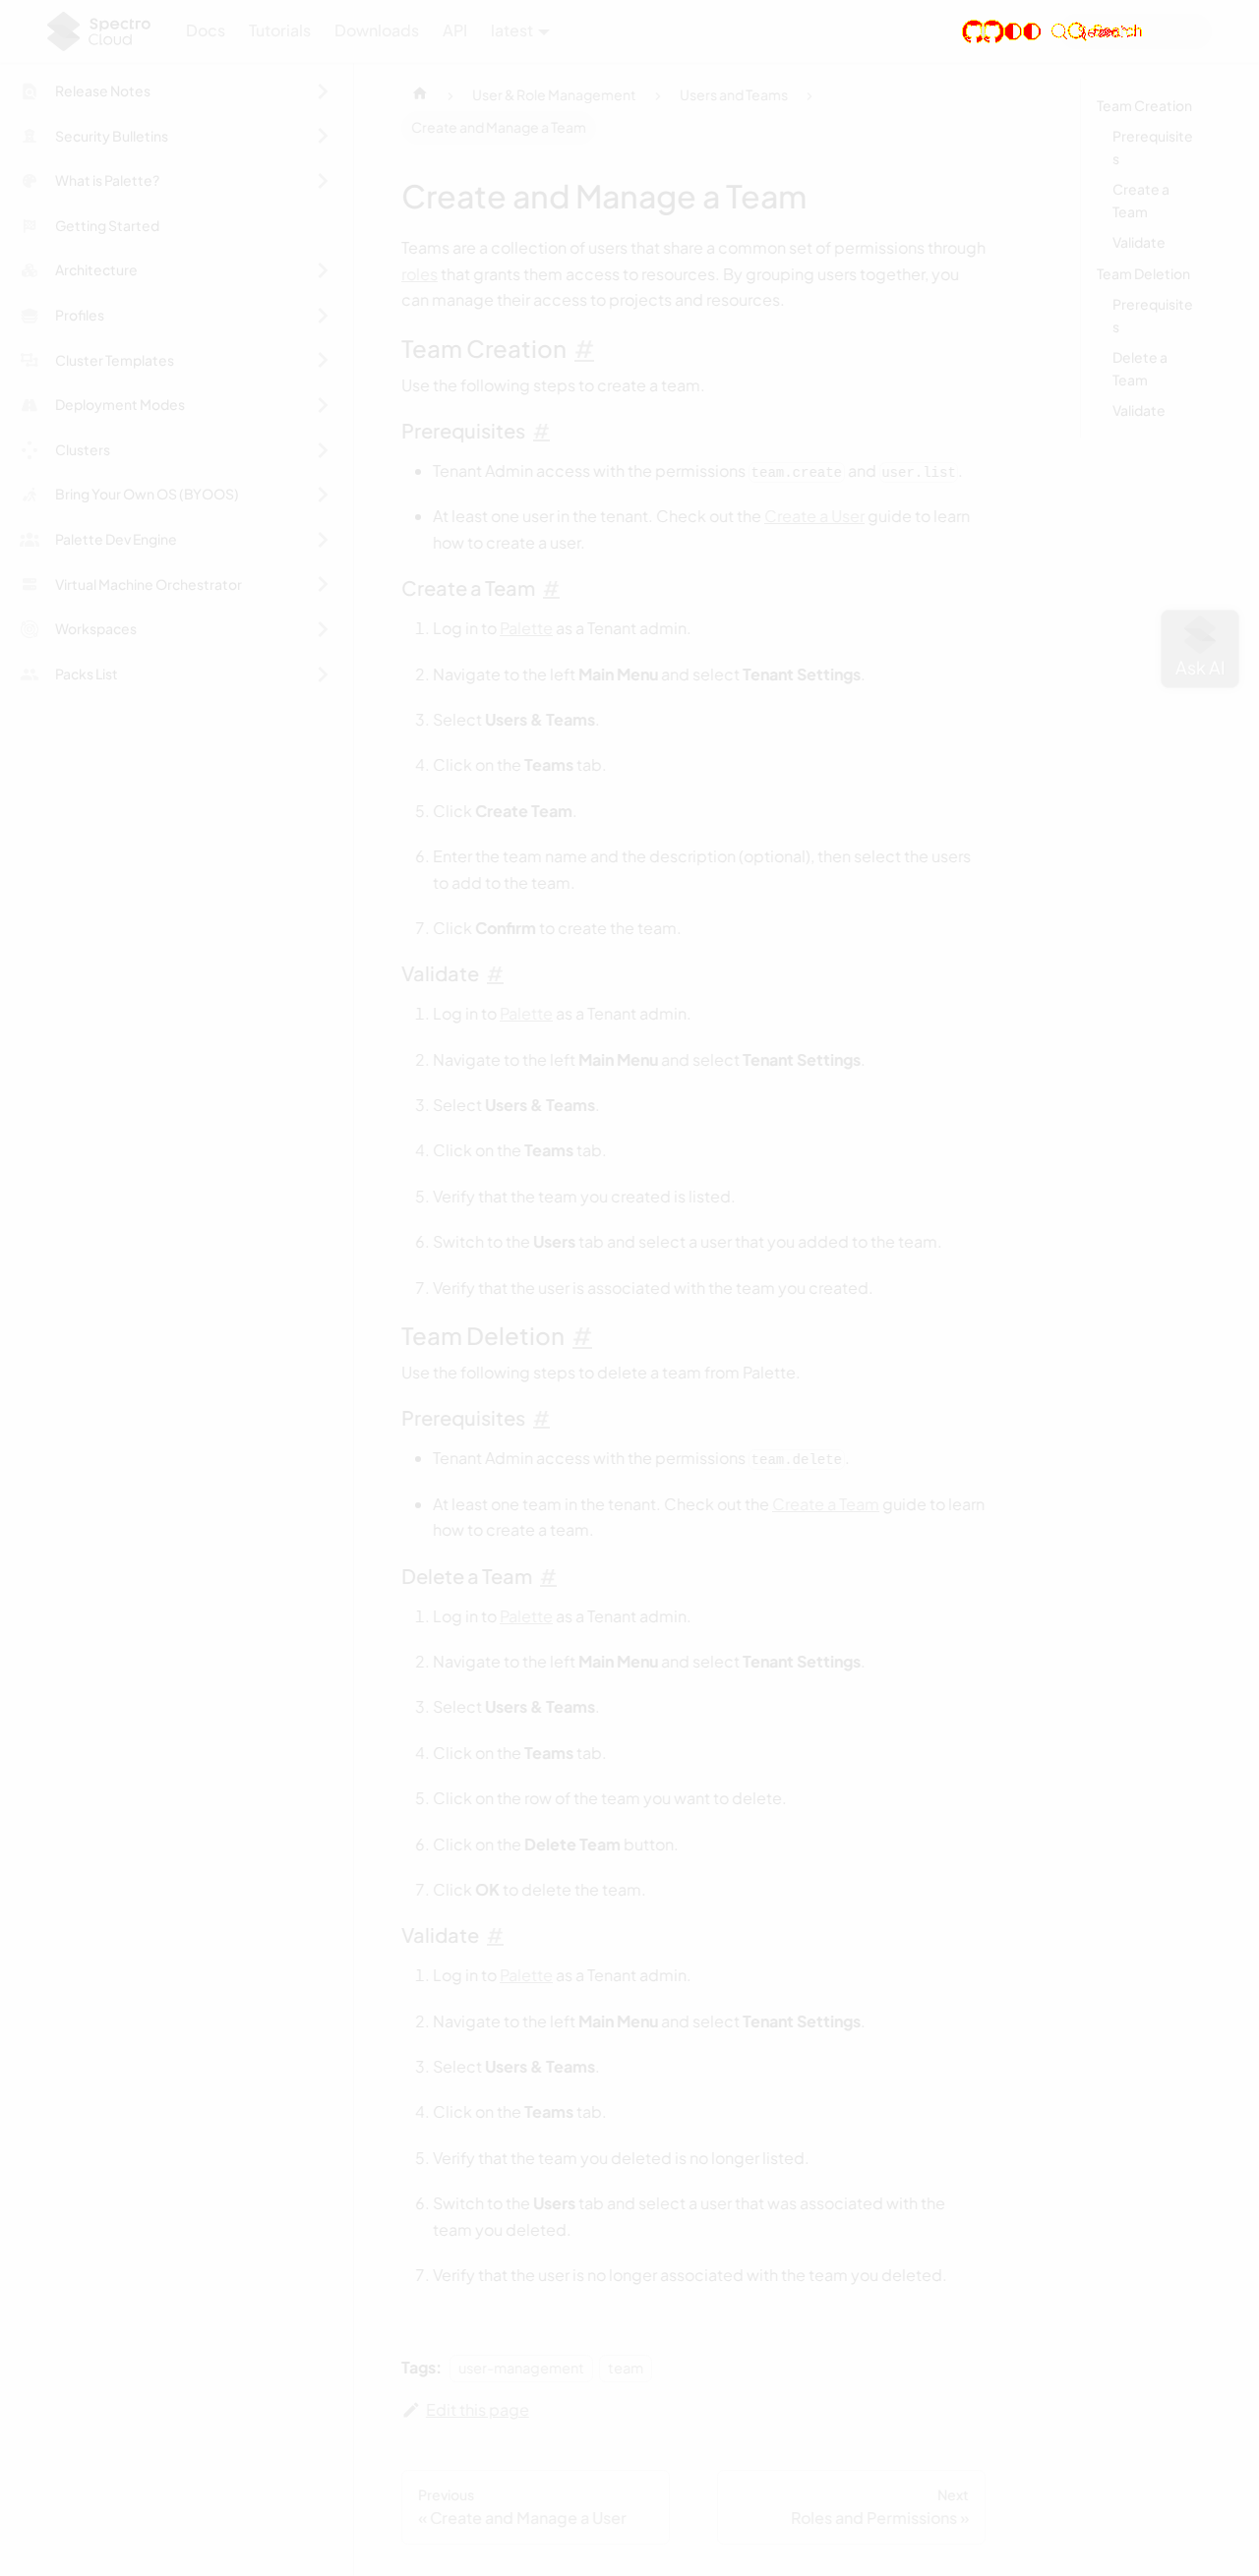 Spectro
Cloud
Docs
Tutorials
Downloads
API
latest
Search
Release Notes
Security Bulletins
What is Palette?
Getting Started
Architecture
Profiles
Cluster Templates
Deployment Modes
Clusters
Bring Your Own OS (BYOOS)
Palette Dev Engine
Virtual Machine Orchestrator
Workspaces
Packs List
User & Role Management
Users and Teams
Create and Manage a Team
Create and Manage a Team
Teams are a collection of users that share a common set of permissions through
roles that grants them access to resources. By grouping users together, you
can manage their access to projects and resources.
Team Creation #
Use the following steps to create a team.
Prerequisites #
• Tenant Admin access with the permissions team.create and user.list.
• At least one user in the tenant. Check out the Create a User guide to learn
how to create a user.
Create a Team #
1. Log in to Palette as a Tenant admin.
2. Navigate to the left Main Menu and select Tenant Settings.
3. Select Users & Teams.
4. Click on the Teams tab.
5. Click Create Team.
6. Enter the team name and the description (optional), then select the users
to add to the team.
7. Click Confirm to create the team.
Validate #
1. Log in to Palette as a Tenant admin.
2. Navigate to the left Main Menu and select Tenant Settings.
3. Select Users & Teams.
4. Click on the Teams tab.
5. Verify that the team you created is listed.
6. Switch to the Users tab and select a user that you added to the team.
7. Verify that the user is associated with the team you created.
Team Deletion #
Use the following steps to delete a team from Palette.
Prerequisites #
• Tenant Admin access with the permissions team.delete.
• At least one team in the tenant. Check out the Create a Team guide to learn
how to create a team.
Delete a Team #
1. Log in to Palette as a Tenant admin.
2. Navigate to the left Main Menu and select Tenant Settings.
3. Select Users & Teams.
4. Click on the Teams tab.
5. Click on the row of the team you want to delete.
6. Click on the Delete Team button.
7. Click OK to delete the team.
Validate #
1. Log in to Palette as a Tenant admin.
2. Navigate to the left Main Menu and select Tenant Settings.
3. Select Users & Teams.
4. Click on the Teams tab.
5. Verify that the team you deleted is no longer listed.
6. Switch to the Users tab and select a user that was associated with the
team you deleted.
7. Verify that the user is no longer associated with the team you deleted.
Tags: user-management team
Edit this page
Previous
« Create and Manage a User
Next
Roles and Permissions »
Team Creation
Prerequisite
s
Create a
Team
Validate
Team Deletion
Prerequisite
s
Delete a
Team
Validate
Ask AI